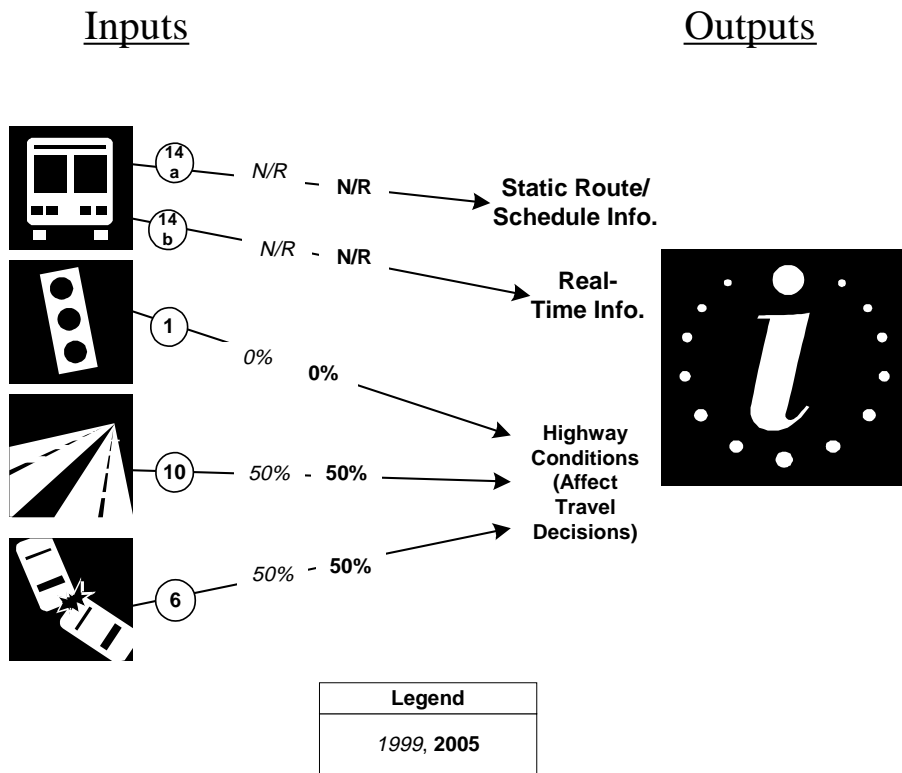 Inputs
Outputs
14
a
N/R
N/R
Static Route/
Schedule Info.
14
b
N/R
N/R
Real-
Time Info.
1
0%
0%
Highway
Conditions
(Affect
Travel
Decisions)
10
50%
50%
6
50%
50%
i
Legend
1999, 2005